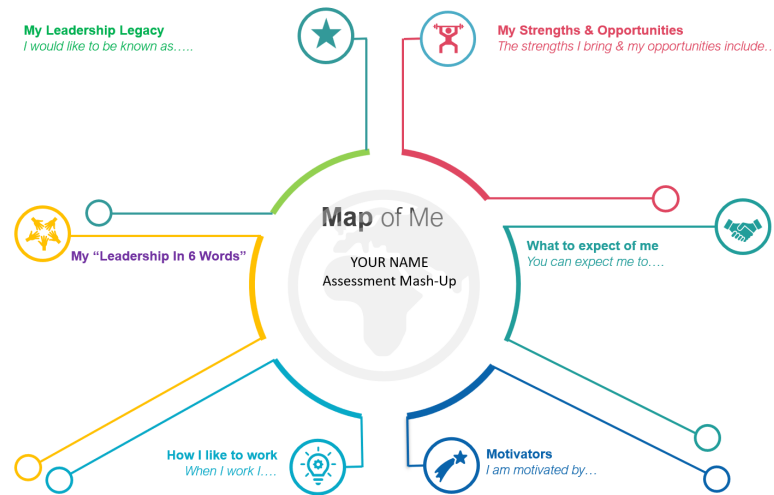 My Leadership Legacy
I would like to be known as.....
My Strengths & Opportunities
The strengths I bring & my opportunities include..
Map of Me
YOUR NAME
Assessment Mash-Up
My “Leadership In 6 Words”
What to expect of me
You can expect me to....
How I like to work
When I work I....
Motivators
I am motivated by...